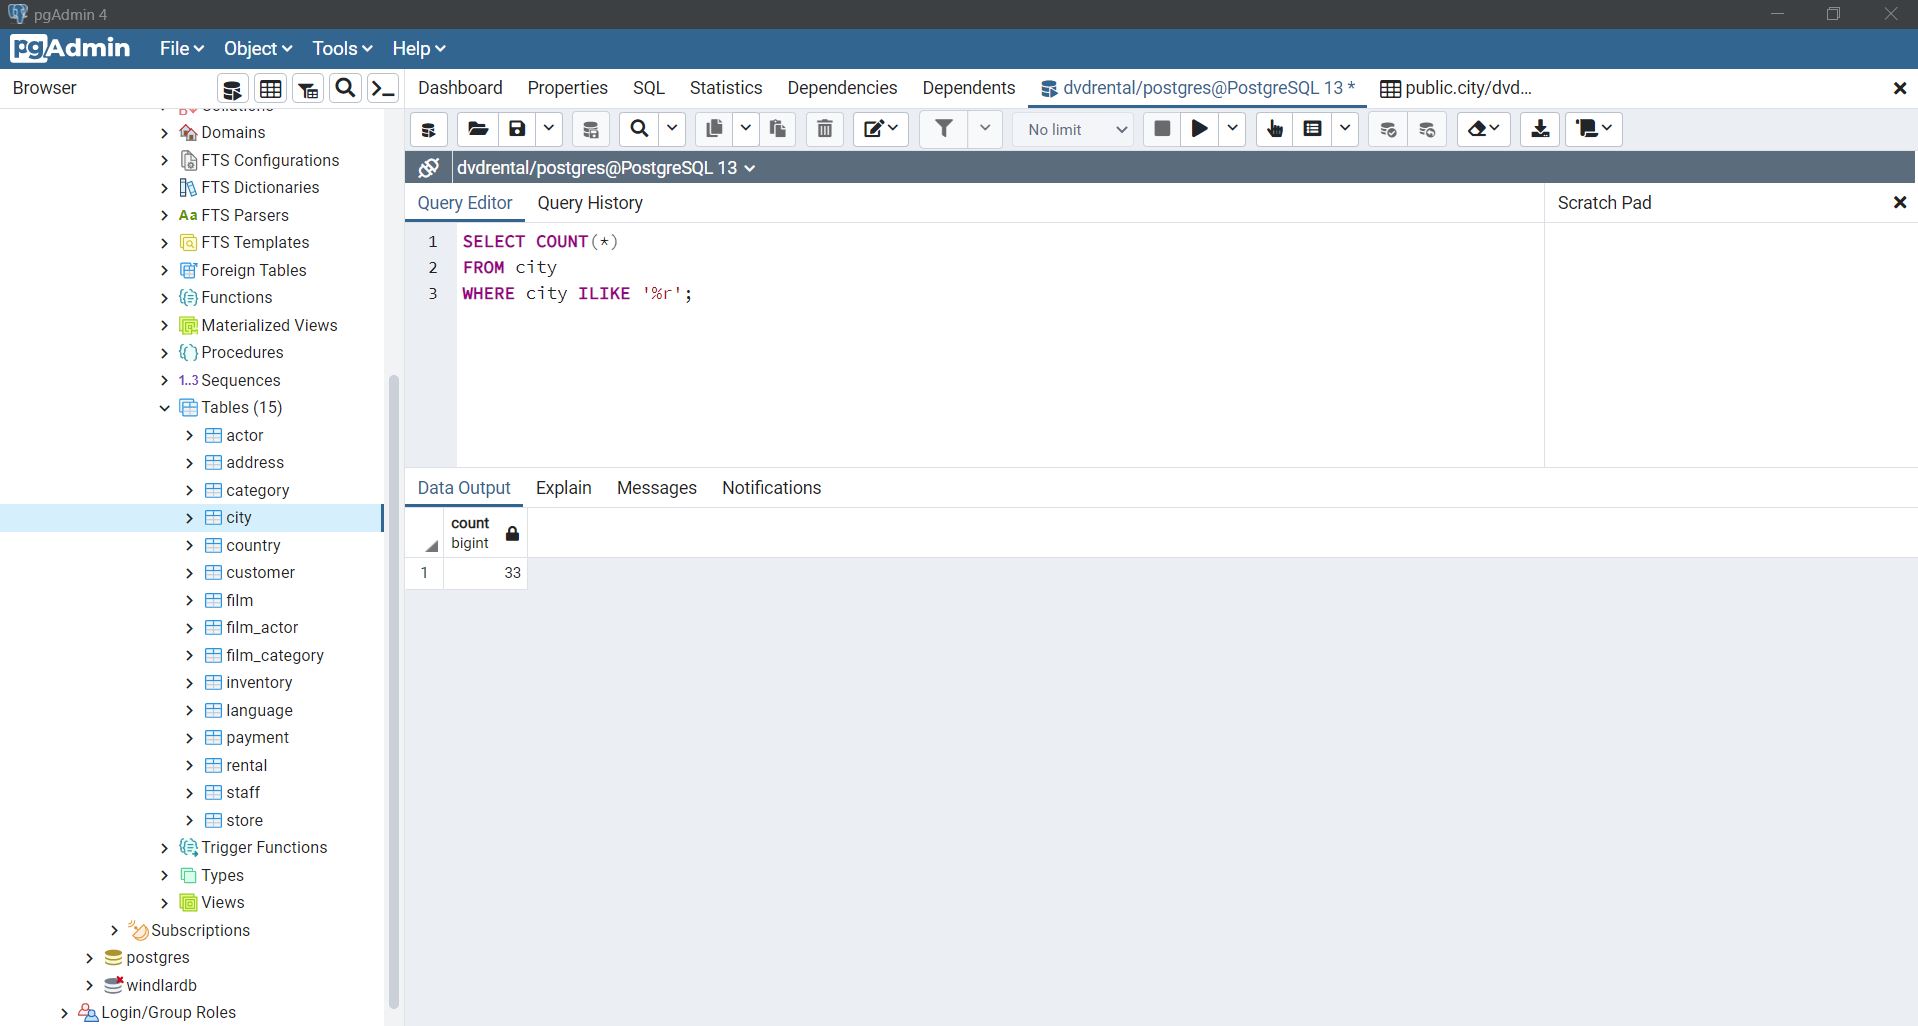 pgAdmin 4
pgAdmin File Object Tools Help
Browser
Dashboard Properties SQL Statistics Dependencies Dependents dvdrental/postgres@PostgreSQL 13 * public.city/dvd...
No limit
dvdrental/postgres@PostgreSQL 13
Query Editor Query History
Scratch Pad
1 SELECT COUNT(*)
2 FROM city
3 WHERE city ILIKE '%r';
Data Output Explain Messages Notifications
count
bigint
1 33
Domains
FTS Configurations
FTS Dictionaries
Aa FTS Parsers
FTS Templates
Foreign Tables
Functions
Materialized Views
Procedures
1..3 Sequences
Tables (15)
actor
address
category
city
country
customer
film
film_actor
film_category
inventory
language
payment
rental
staff
store
Trigger Functions
Types
Views
Subscriptions
postgres
windlardb
Login/Group Roles